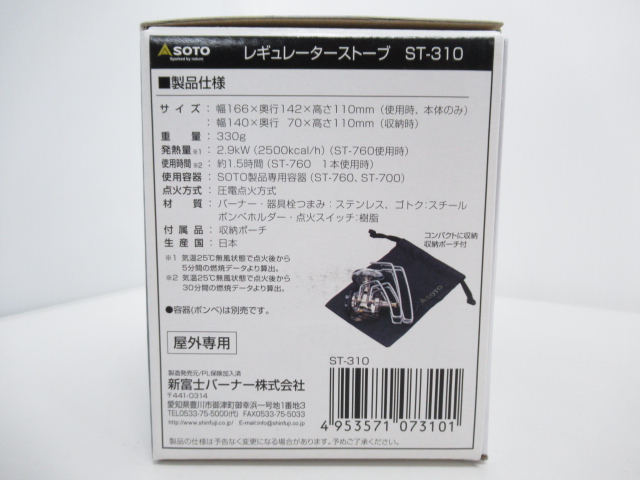 SOTO
Sported by nature
レギュレーターストーブ ST-310
■製品仕様
サイズ：幅166×奥行142×高さ110mm（使用時、本体のみ）
：幅140×奥行 70×高さ110mm（収納時）
重量：330g
発熱量※1：2.9kW（2500kcal/h）（ST-760使用時）
使用時間※2：約1.5時間（ST-760 1本使用時）
使用容器：SOTO製品専用容器（ST-760、ST-700）
点火方式：圧電点火方式
材質：バーナー・器具栓つまみ：ステンレス、ゴトク：スチール
ボンベホルダー・点火スイッチ：樹脂
付属品：収納ポーチ
生産国：日本
※1 気温25℃無風状態で点火後から
5分間の燃焼データより算出。
※2 気温25℃無風状態で点火後から
30分間の燃焼データより算出。
●容器（ボンベ）は別売です。
コンパクトに収納
収納ポーチ付
SOTO
屋外専用
ST-310
製造発売元/PL保険加入済
新富士バーナー株式会社
〒441-0314
愛知県豊川市御津町御幸浜一号地1番地3
TEL0533-75-5000(代) FAX0533-75-5033
http://www.shinfuji.co.jp/ E-mail:info@shinfuji.co.jp
4 953571 073101
製品の仕様は予告なく変更になる場合があります。予めご了承ください。